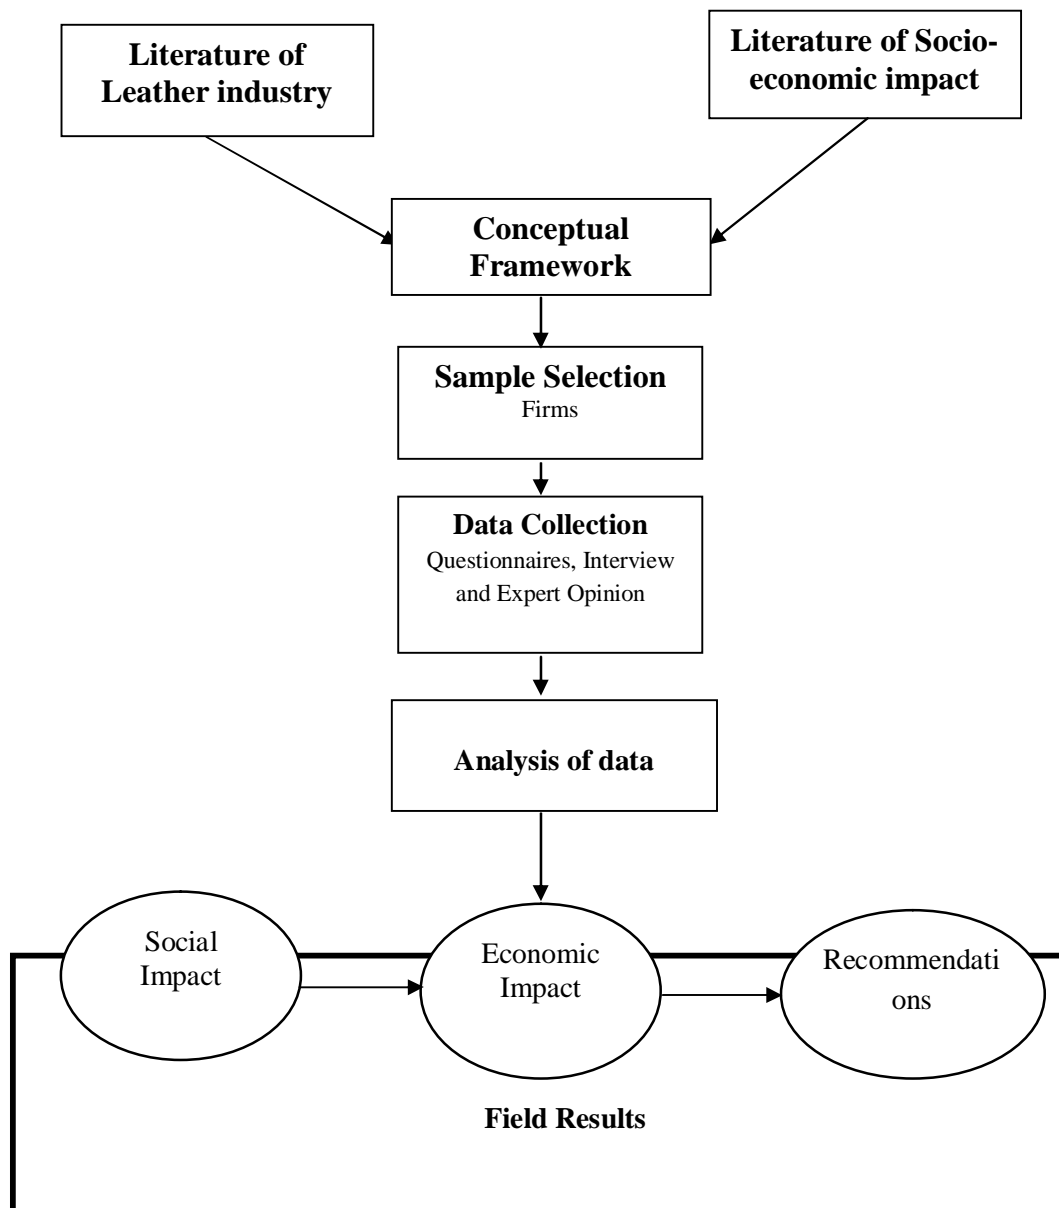 Literature of
Leather industry
Literature of Socio-
economic impact
Conceptual
Framework
Sample Selection
Firms
Data Collection
Questionnaires, Interview
and Expert Opinion
Analysis of data
Social
Impact
Economic
Impact
Recommendati
ons
Field Results